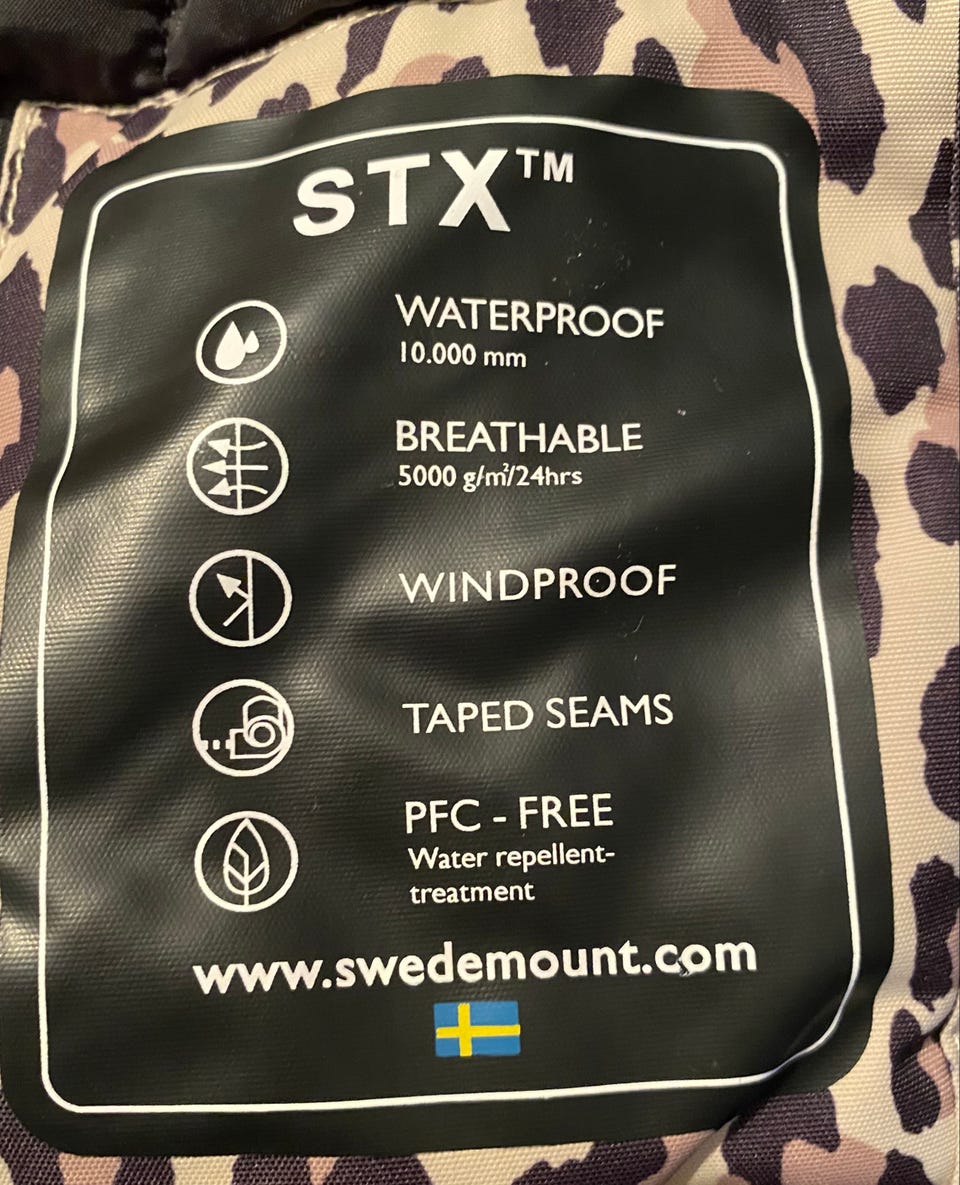 STX™
WATERPROOF
10.000 mm
BREATHABLE
5000 g/m²/24hrs
WINDPROOF
TAPED SEAMS
PFC - FREE
Water repellent-
treatment
www.swedemount.com